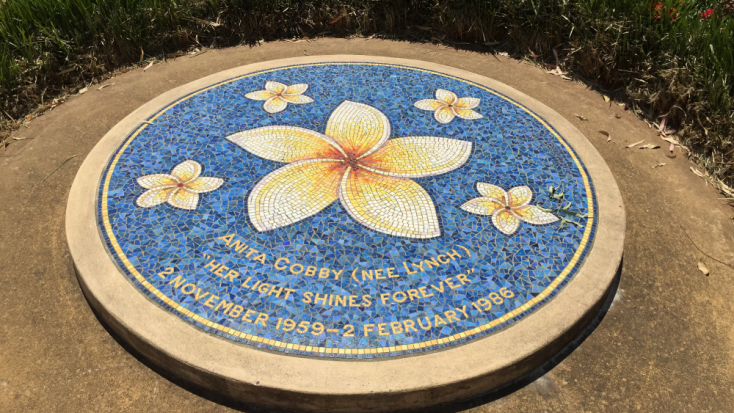 ANITA COBBY (NEE LYNCH)
"HER LIGHT SHINES FOREVER"
2 NOVEMBER 1959-2 FEBRUARY 1986